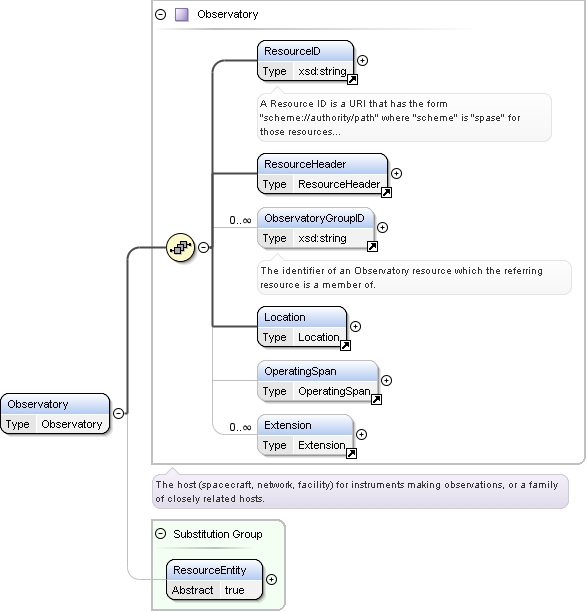 Observatory
ResourceID
Type xsd:string
A Resource ID is a URI that has the form
"scheme://authority/path" where "scheme" is "spase" for
those resources...
ResourceHeader
Type ResourceHeader
0..∞
ObservatoryGroupID
Type xsd:string
The identifier of an Observatory resource which the referring
resource is a member of.
Location
Type Location
OperatingSpan
Type OperatingSpan
0..∞
Extension
Type Extension
Observatory
Type Observatory
The host (spacecraft, network, facility) for instruments making observations, or a family
of closely related hosts.
Substitution Group
ResourceEntity
Abstract true